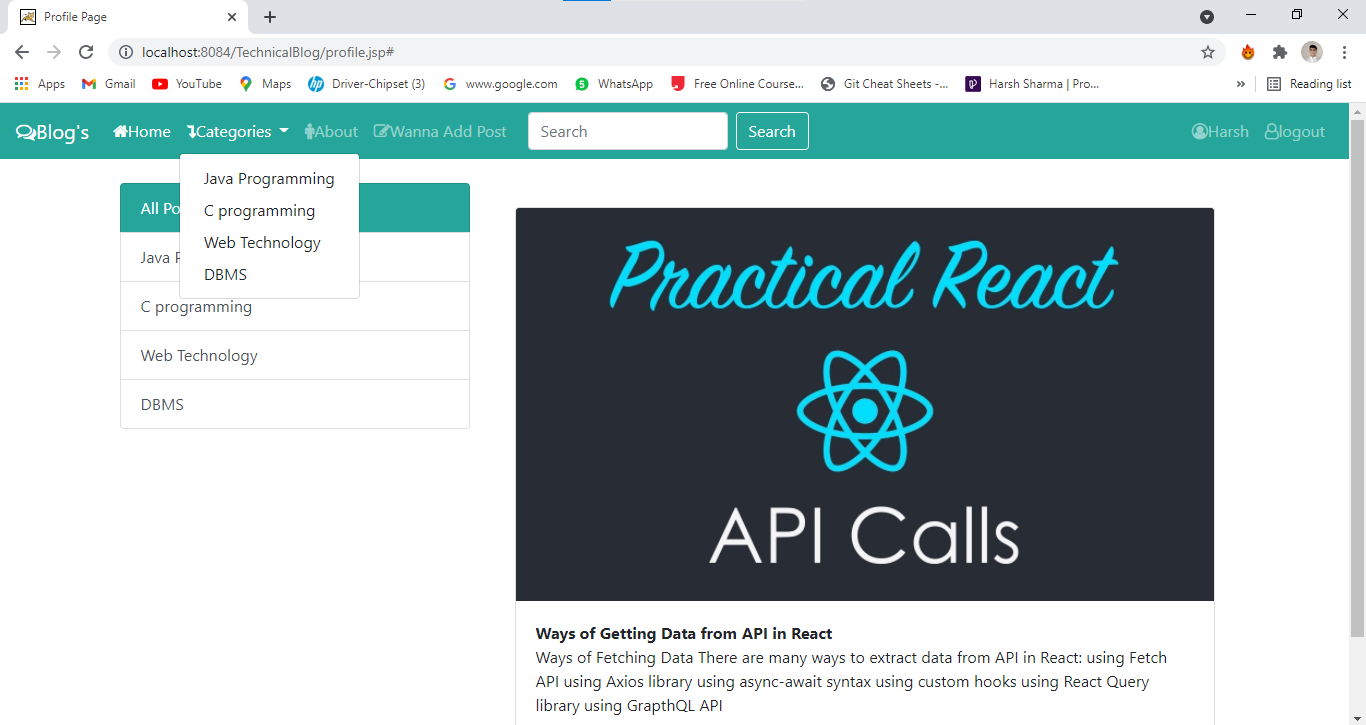 Profile Page
localhost:8084/TechnicalBlog/profile.jsp#
Apps Gmail YouTube Maps Driver-Chipset (3) www.google.com WhatsApp Free Online Course... Git Cheat Sheets -... Harsh Sharma | Pro... » Reading list
Blog's Home Categories About Wanna Add Post Search Search Harsh logout
Java Programming
C programming
Web Technology
DBMS
All Po
Java P
C programming
Web Technology
DBMS
Practical React
API Calls
Ways of Getting Data from API in React
Ways of Fetching Data There are many ways to extract data from API in React: using Fetch
API using Axios library using async-await syntax using custom hooks using React Query
library using GrapthQL API